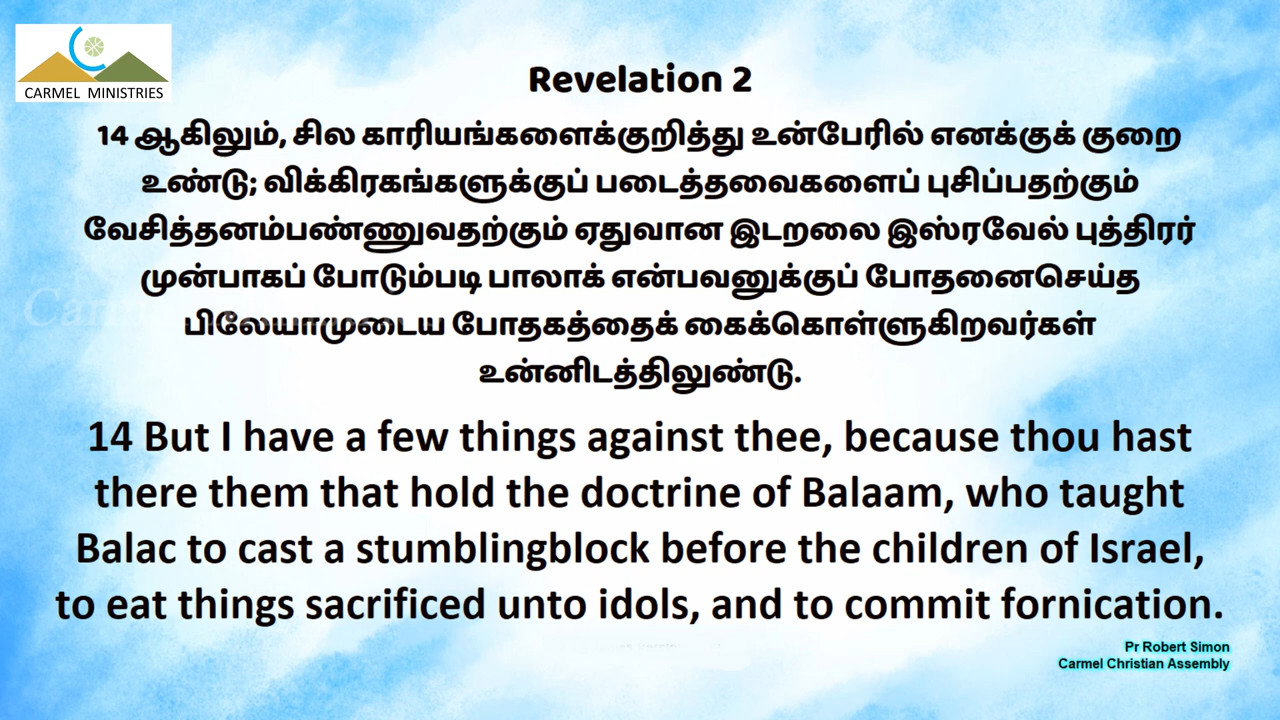 CARMEL MINISTRIES
Revelation 2
14 ஆகிலும், சில காரியங்களைக்குறித்து உன்பேரில் எனக்குக் குறை
உண்டு; விக்கிரகங்களுக்குப் படைத்தவைகளைப் புசிப்பதற்கும்
வேசித்தனம்பண்ணுவதற்கும் ஏதுவான இடறலை இஸ்ரவேல் புத்திரர்
முன்பாகப் போடும்படி பாலாக் என்பவனுக்குப் போதனைசெய்த
பிலேயாமுடைய போதகத்தைக் கைக்கொள்ளுகிறவர்கள்
உன்னிடத்திலுண்டு.
14 But I have a few things against thee, because thou hast
there them that hold the doctrine of Balaam, who taught
Balac to cast a stumblingblock before the children of Israel,
to eat things sacrificed unto idols, and to commit fornication.
Pr Robert Simon
Carmel Christian Assembly